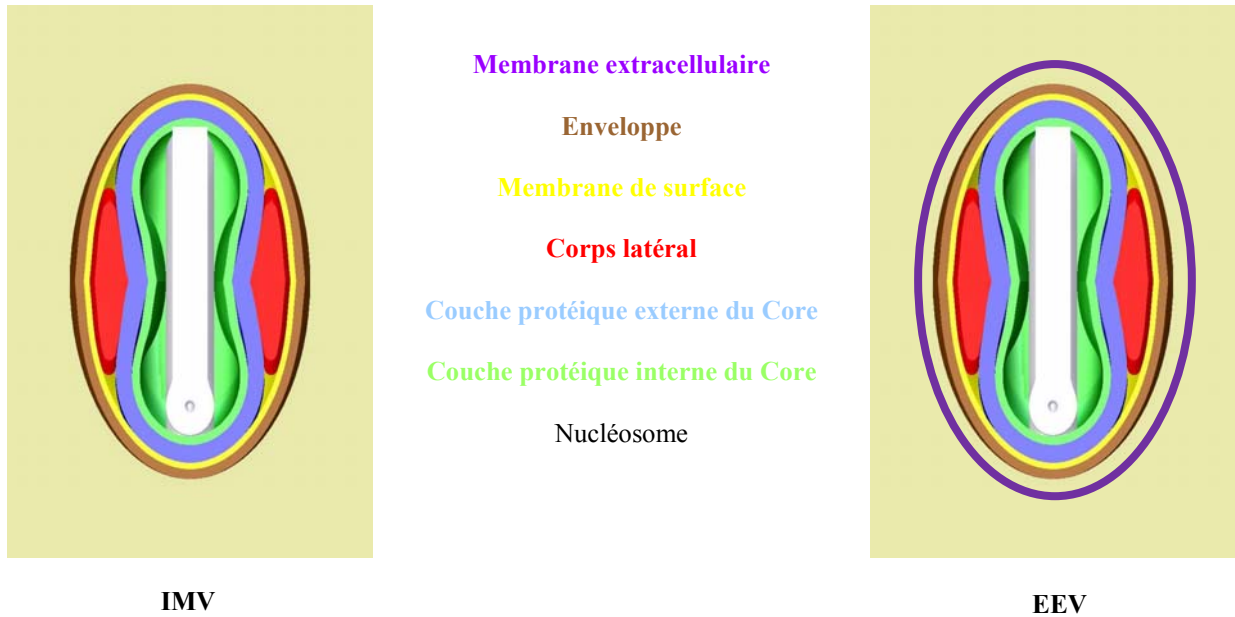 Membrane extracellulaire
Enveloppe
Membrane de surface
Corps latéral
Couche protéique externe du Core
Couche protéique interne du Core
Nucléosome
IMV
EEV